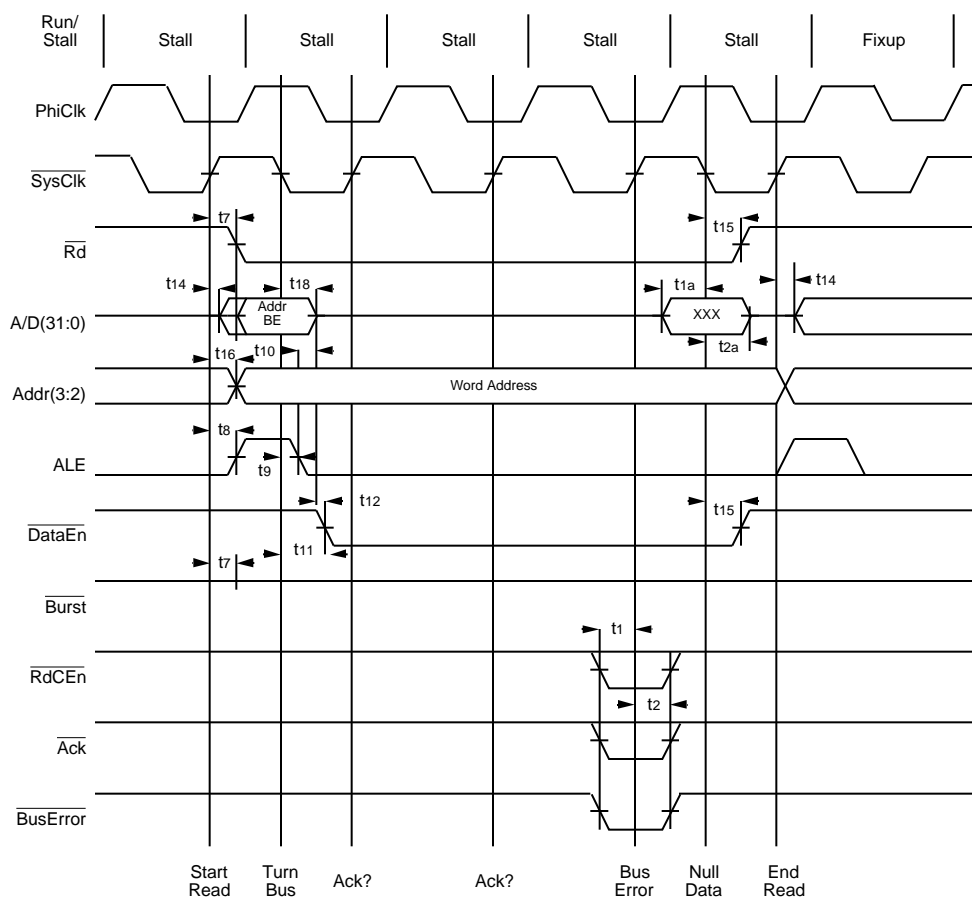 Run/
Stall Stall Stall Stall Stall Stall Fixup
PhiClk
SysClk
t7 t15
Rd
t14 t18 t1a t14
A/D(31:0) Addr BE XXX
t10 t2a
t16
Addr(3:2) Word Address
t8
ALE
t9
t12 t15
DataEn
t11
t7
Burst
t1
RdCEn
t2
Ack
BusError
Start Read
Turn Bus
Ack?
Ack?
Bus Error
Null Data
End Read